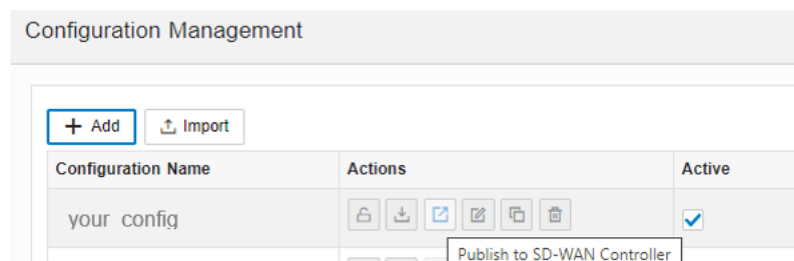 Configuration Management
Add Import
Configuration Name Actions Active
your config
Publish to SD-WAN Controller